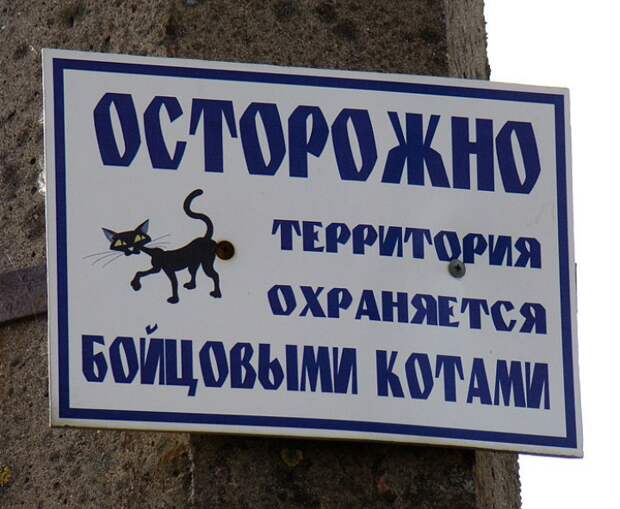 ОСТОРОЖНО
ТЕРРИТОРИЯ
ОХРАНЯЕТСЯ
БОЙЦОВЫМИ КОТАМИ